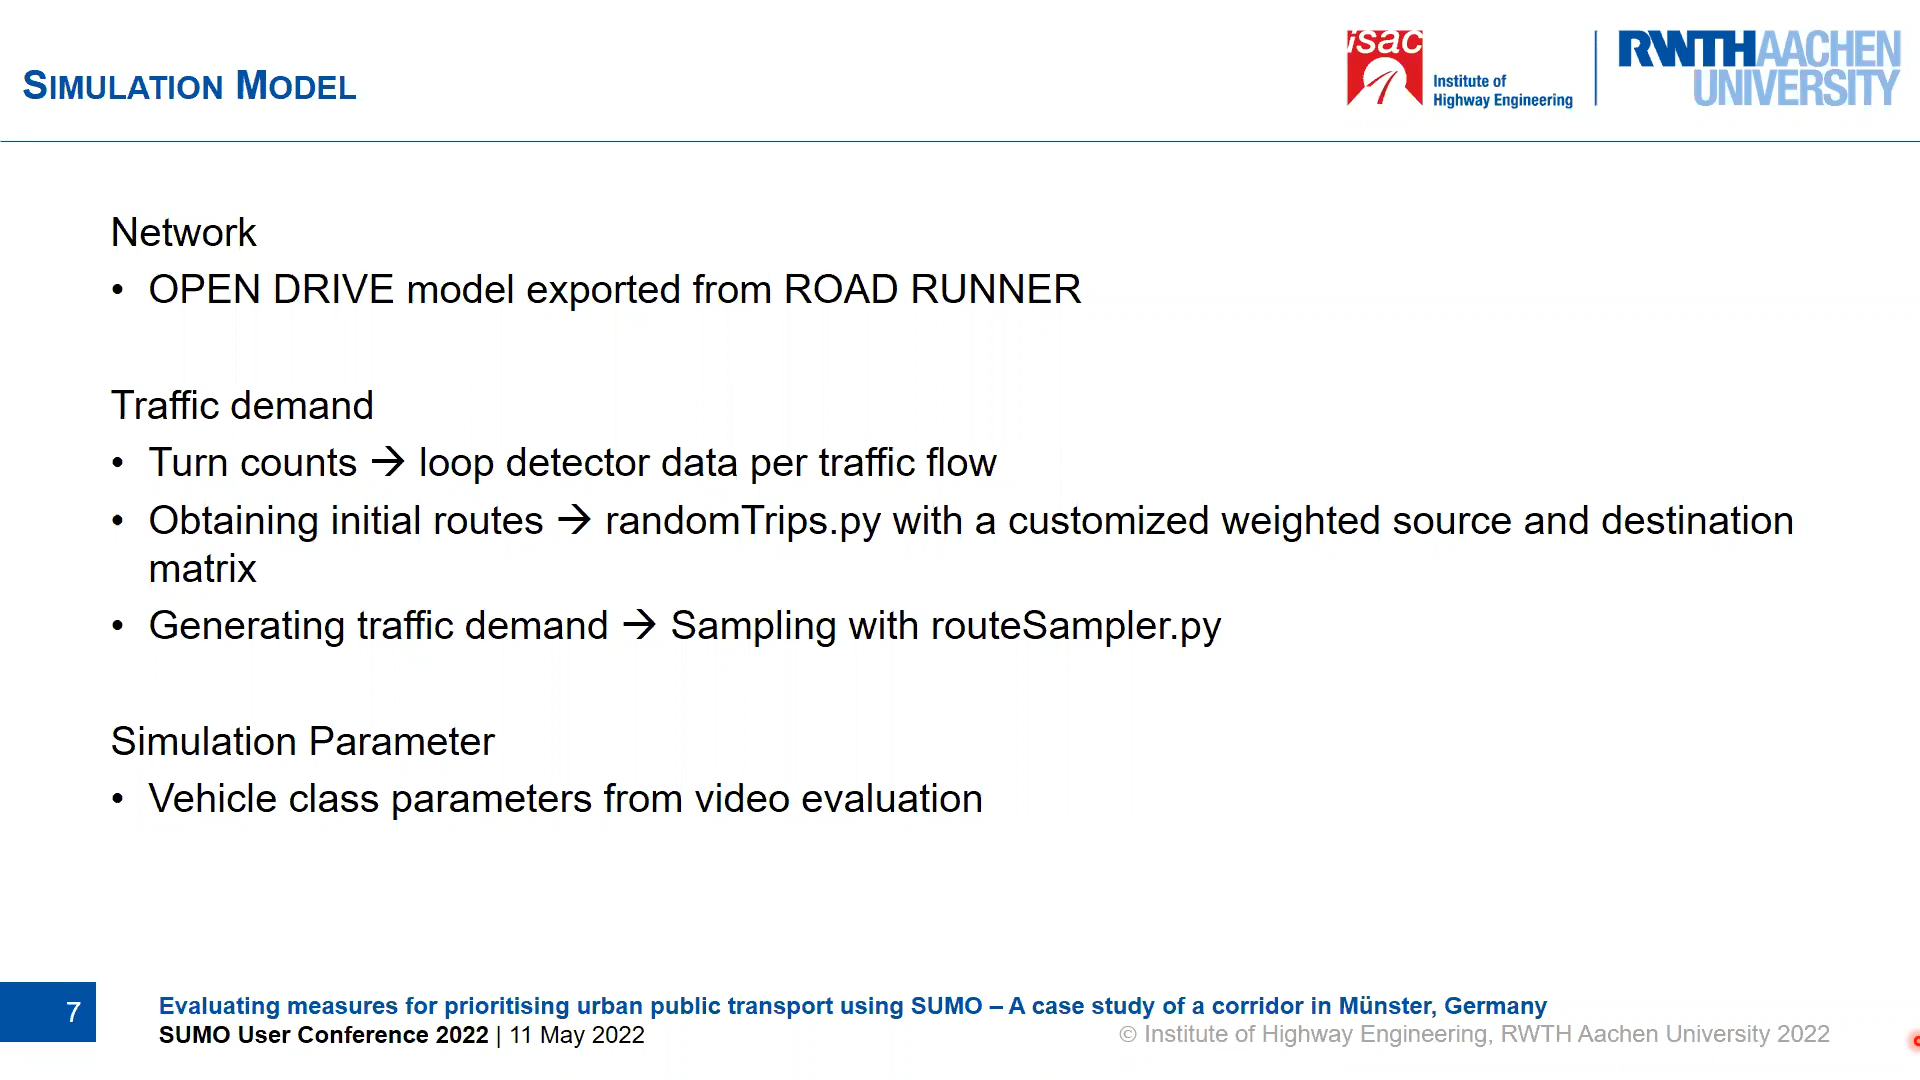 SIMULATION MODEL
isac
Institute of
Highway Engineering
RWTHAACHEN
UNIVERSITY
Network
• OPEN DRIVE model exported from ROAD RUNNER
Traffic demand
• Turn counts → loop detector data per traffic flow
• Obtaining initial routes → randomTrips.py with a customized weighted source and destination
matrix
• Generating traffic demand → Sampling with routeSampler.py
Simulation Parameter
• Vehicle class parameters from video evaluation
7
Evaluating measures for prioritising urban public transport using SUMO – A case study of a corridor in Münster, Germany
SUMO User Conference 2022 | 11 May 2022
© Institute of Highway Engineering, RWTH Aachen University 2022